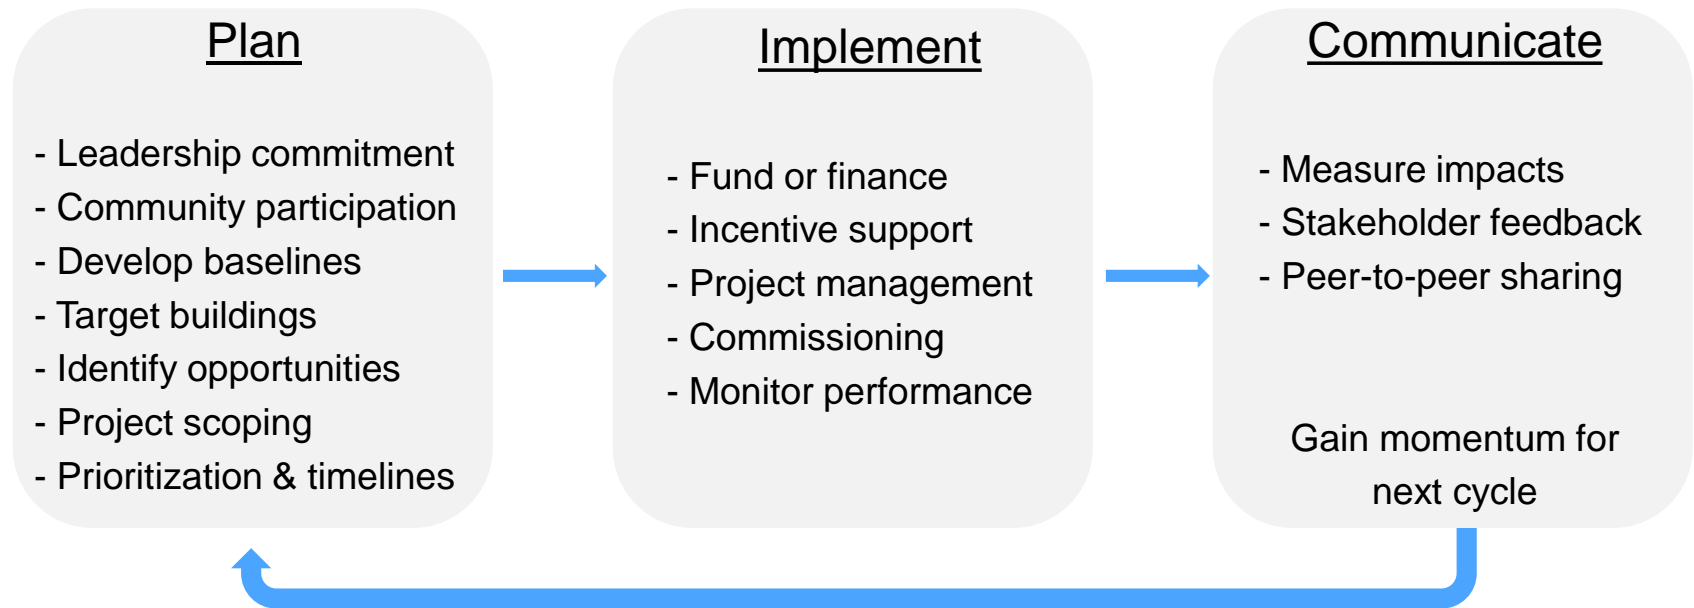 Plan
- Leadership commitment
- Community participation
- Develop baselines
- Target buildings
- Identify opportunities
- Project scoping
- Prioritization & timelines
Implement
- Fund or finance
- Incentive support
- Project management
- Commissioning
- Monitor performance
Communicate
- Measure impacts
- Stakeholder feedback
- Peer-to-peer sharing
Gain momentum for
next cycle